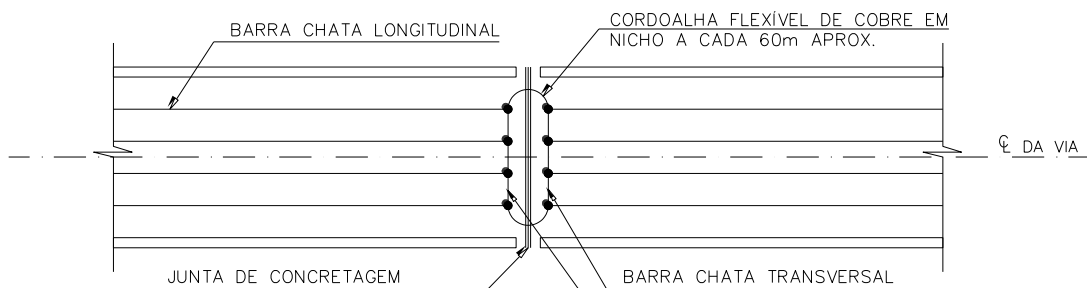 BARRA CHATA LONGITUDINAL
CORDOALHA FLEXÍVEL DE COBRE EM
NICHO A CADA 60m APROX.
℄ DA VIA
JUNTA DE CONCRETAGEM
BARRA CHATA TRANSVERSAL